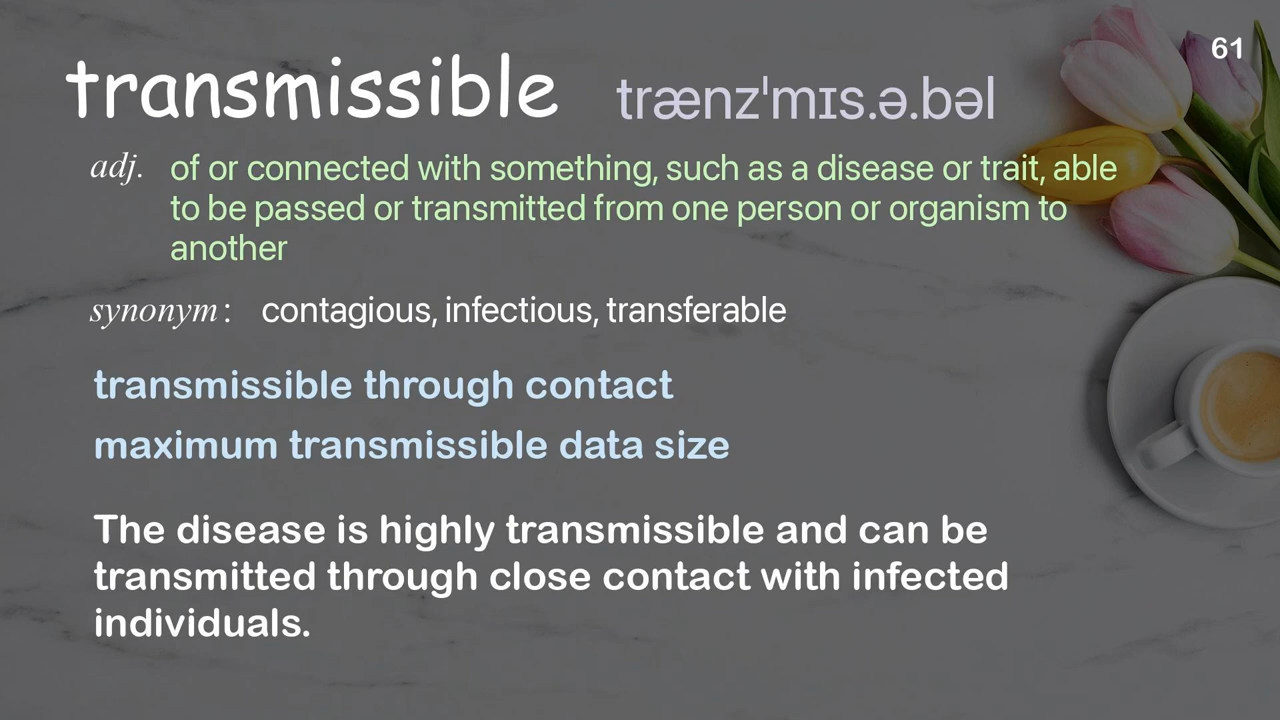 61
transmissible trænzˈmɪs.ə.bəl
adj. of or connected with something, such as a disease or trait, able
to be passed or transmitted from one person or organism to
another
synonym : contagious, infectious, transferable
transmissible through contact
maximum transmissible data size
The disease is highly transmissible and can be
transmitted through close contact with infected
individuals.